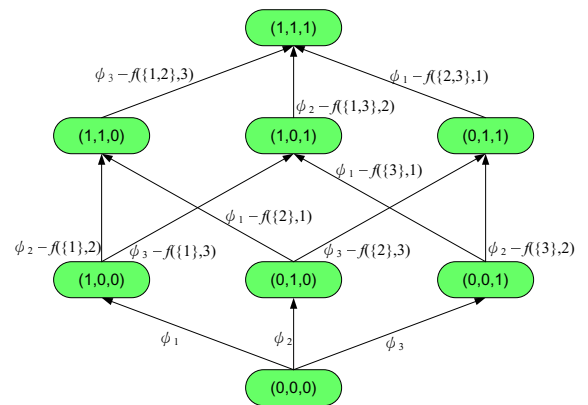 (1,1,1)
ϕ₃ – f({1,2},3)
ϕ₂ – f({1,3},2)
ϕ₁ – f({2,3},1)
(1,1,0)
(1,0,1)
(0,1,1)
ϕ₁ – f({3},1)
ϕ₁ – f({2},1)
ϕ₂ – f({1},2)
ϕ₃ – f({1},3)
ϕ₃ – f({2},3)
ϕ₂ – f({3},2)
(1,0,0)
(0,1,0)
(0,0,1)
ϕ₁
ϕ₂
ϕ₃
(0,0,0)